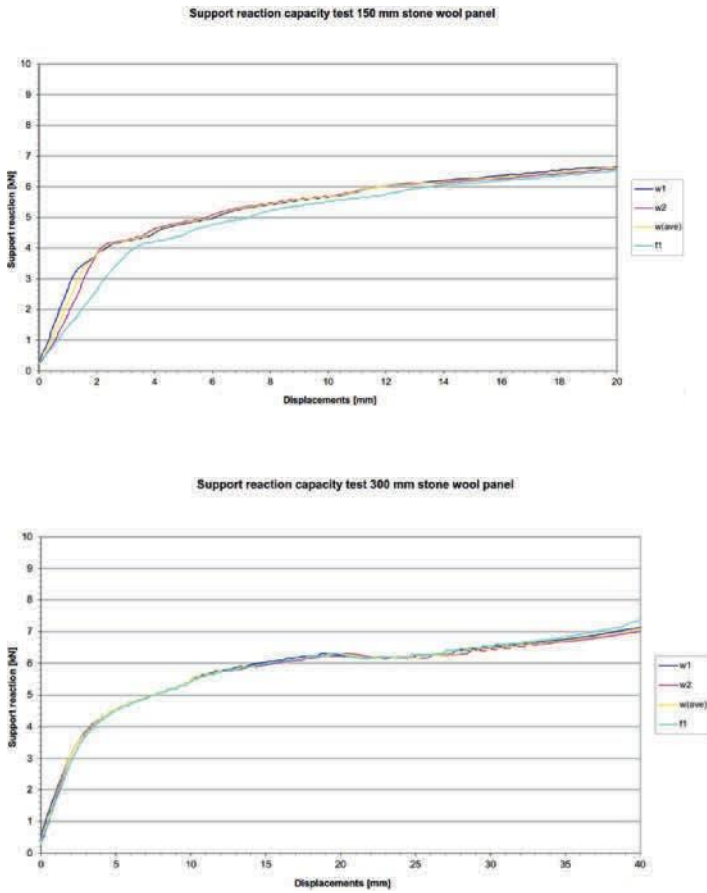 Support reaction capacity test 150 mm stone wool panel
10
9
8
7
6
5
4
3
2
1
0
Support reaction [kN]
0 2 4 6 8 10 12 14 16 18 20
Displacements [mm]
w1
w2
w(ave)
f1
Support reaction capacity test 300 mm stone wool panel
10
9
8
7
6
5
4
3
2
1
0
Support reaction [kN]
0 5 10 15 20 25 30 35 40
Displacements [mm]
w1
w2
w(ave)
f1